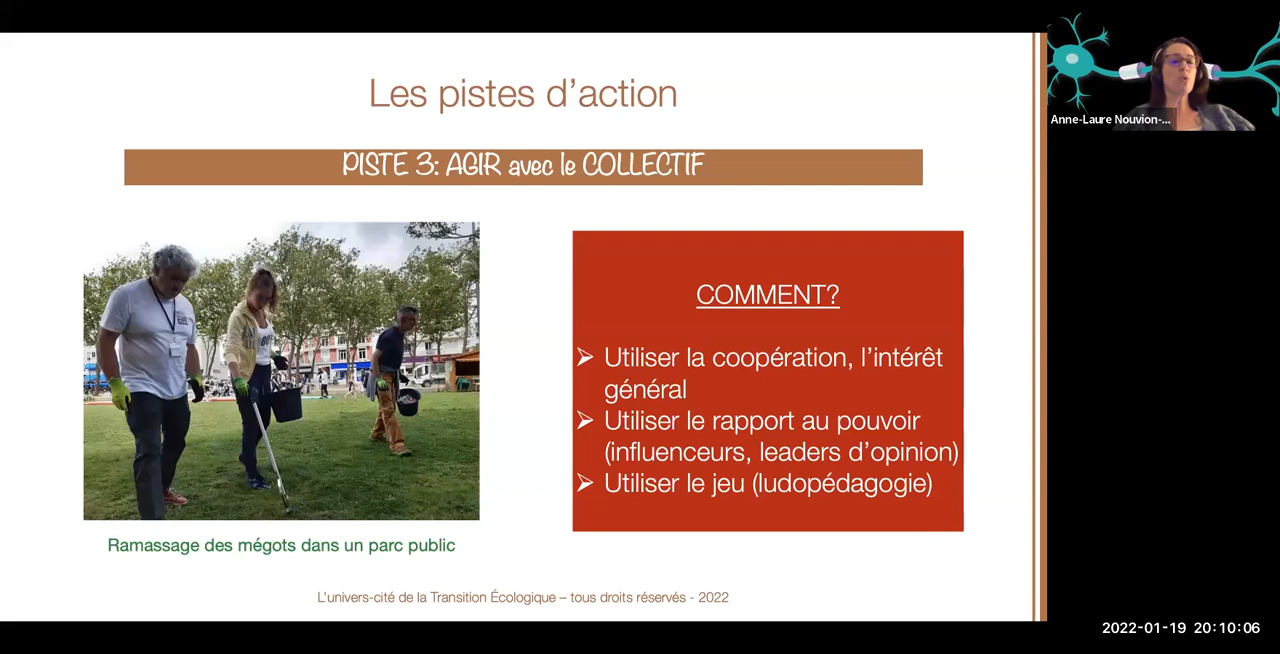 Les pistes d’action
PISTE 3: AGIR avec le COLLECTIF
COMMENT?
➢ Utiliser la coopération, l’intérêt
général
➢ Utiliser le rapport au pouvoir
(influenceurs, leaders d’opinion)
➢ Utiliser le jeu (ludopédagogie)
Ramassage des mégots dans un parc public
L’univers-cité de la Transition Écologique – tous droits réservés - 2022
Anne-Laure Nouvion-...
2022-01-19 20:10:06